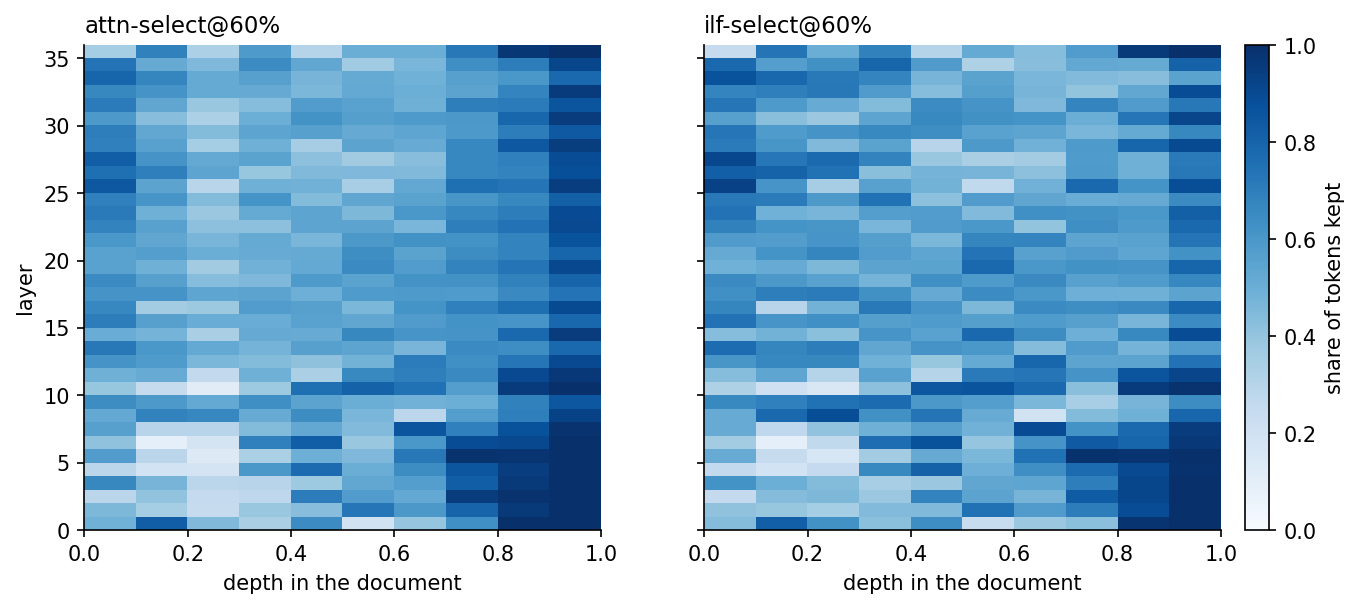 attn-select@60%
ilf-select@60%
layer
35
30
25
20
15
10
5
0
0.0 0.2 0.4 0.6 0.8 1.0
depth in the document
0.0 0.2 0.4 0.6 0.8 1.0
depth in the document
1.0
0.8
0.6
0.4
0.2
0.0
share of tokens kept